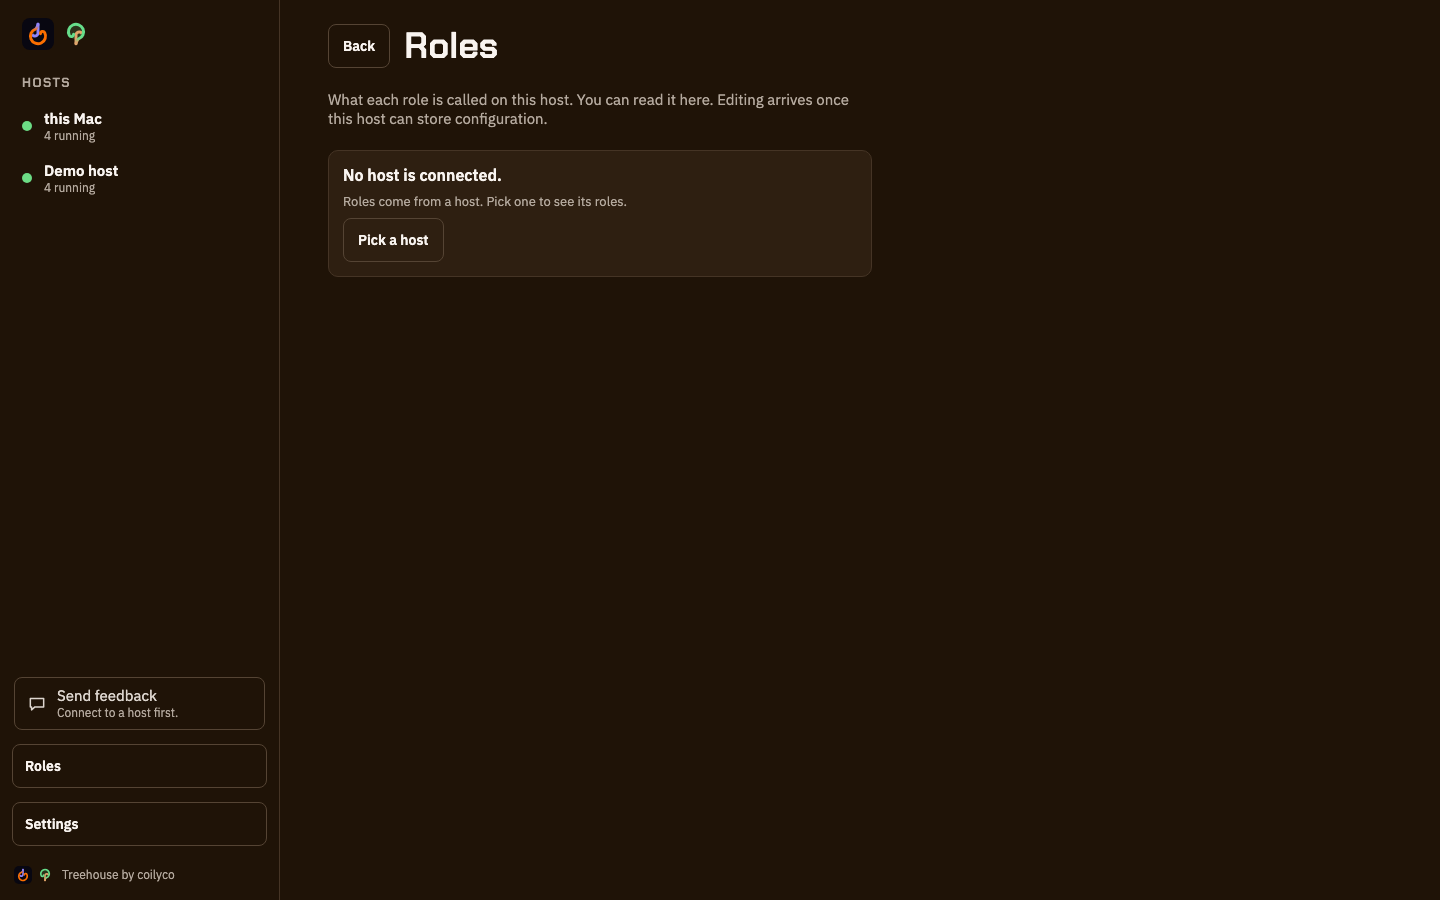 HOSTS
this Mac
4 running
Demo host
4 running
Send feedback
Connect to a host first.
Roles
Settings
Treehouse by coilyco
Back
Roles
What each role is called on this host. You can read it here. Editing arrives once
this host can store configuration.
No host is connected.
Roles come from a host. Pick one to see its roles.
Pick a host